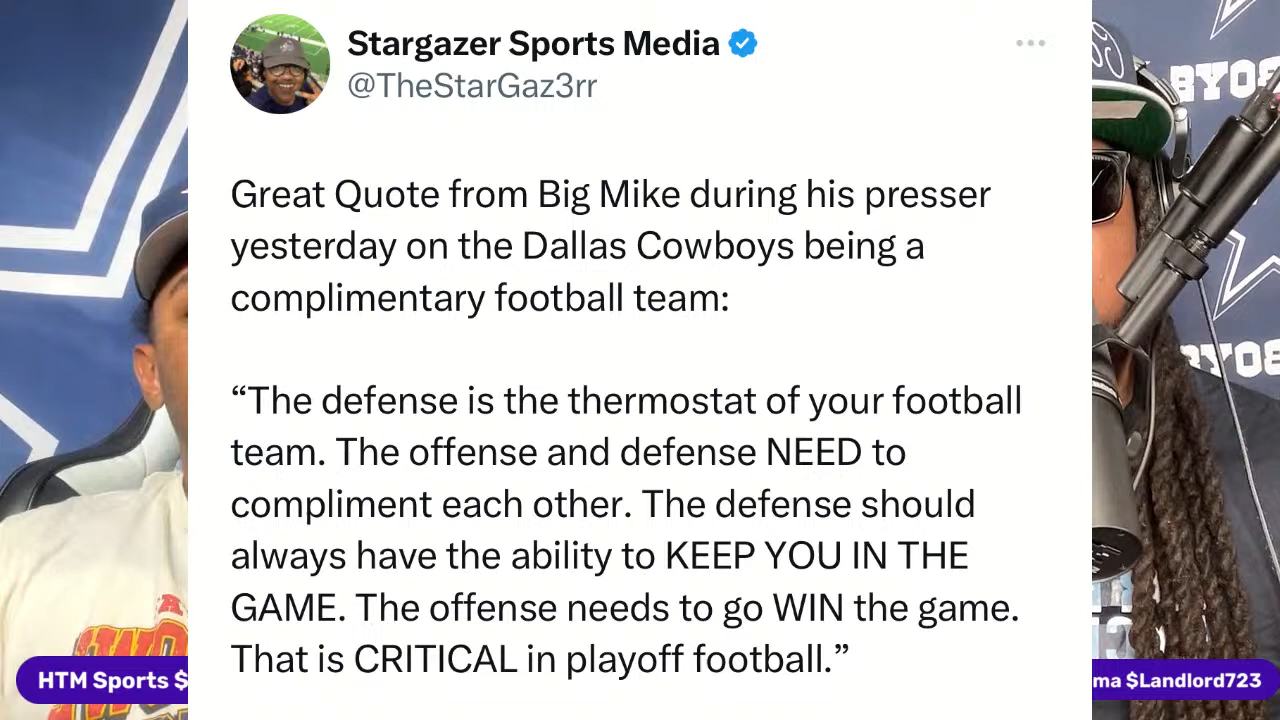 Stargazer Sports Media
@TheStarGaz3rr
Great Quote from Big Mike during his presser
yesterday on the Dallas Cowboys being a
complimentary football team:
“The defense is the thermostat of your football
team. The offense and defense NEED to
compliment each other. The defense should
always have the ability to KEEP YOU IN THE
GAME. The offense needs to go WIN the game.
That is CRITICAL in playoff football.”
HTM Sports $
ma $Landlord723